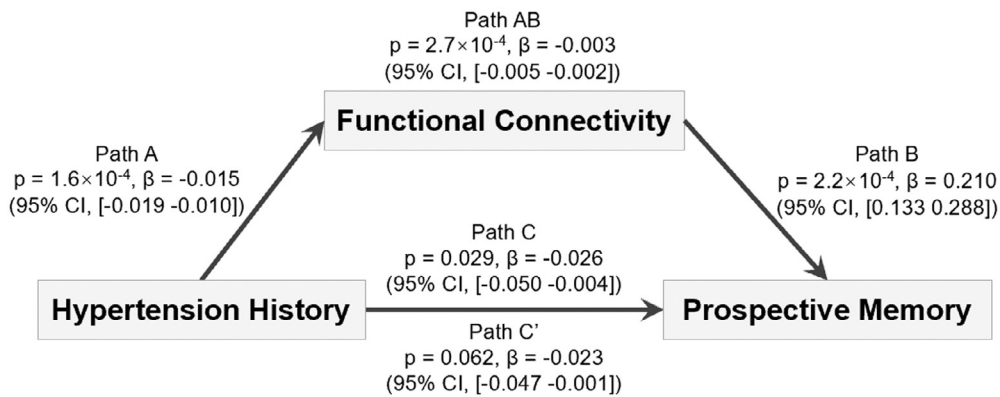 Path AB
p = 2.7×10⁻⁴, β = -0.003
(95% CI, [-0.005 -0.002])
Functional Connectivity
Path A
p = 1.6×10⁻⁴, β = -0.015
(95% CI, [-0.019 -0.010])
Path B
p = 2.2×10⁻⁴, β = 0.210
(95% CI, [0.133 0.288])
Path C
p = 0.029, β = -0.026
(95% CI, [-0.050 -0.004])
Hypertension History
Prospective Memory
Path C’
p = 0.062, β = -0.023
(95% CI, [-0.047 -0.001])